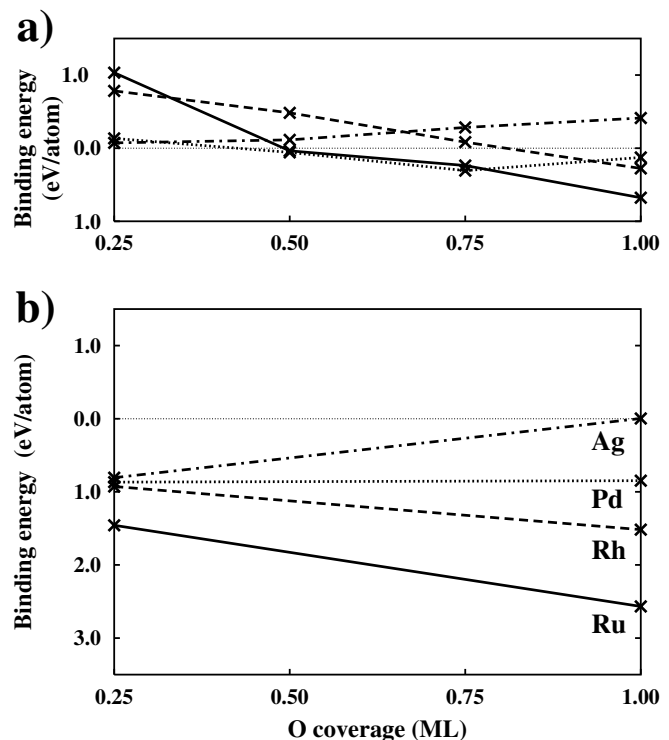 a)
Binding energy
(eV/atom)
1.0
0.0
1.0
0.25 0.50 0.75 1.00
b)
Binding energy (eV/atom)
1.0
0.0
1.0
2.0
3.0
Ag
Pd
Rh
Ru
0.25 0.50 0.75 1.00
O coverage (ML)